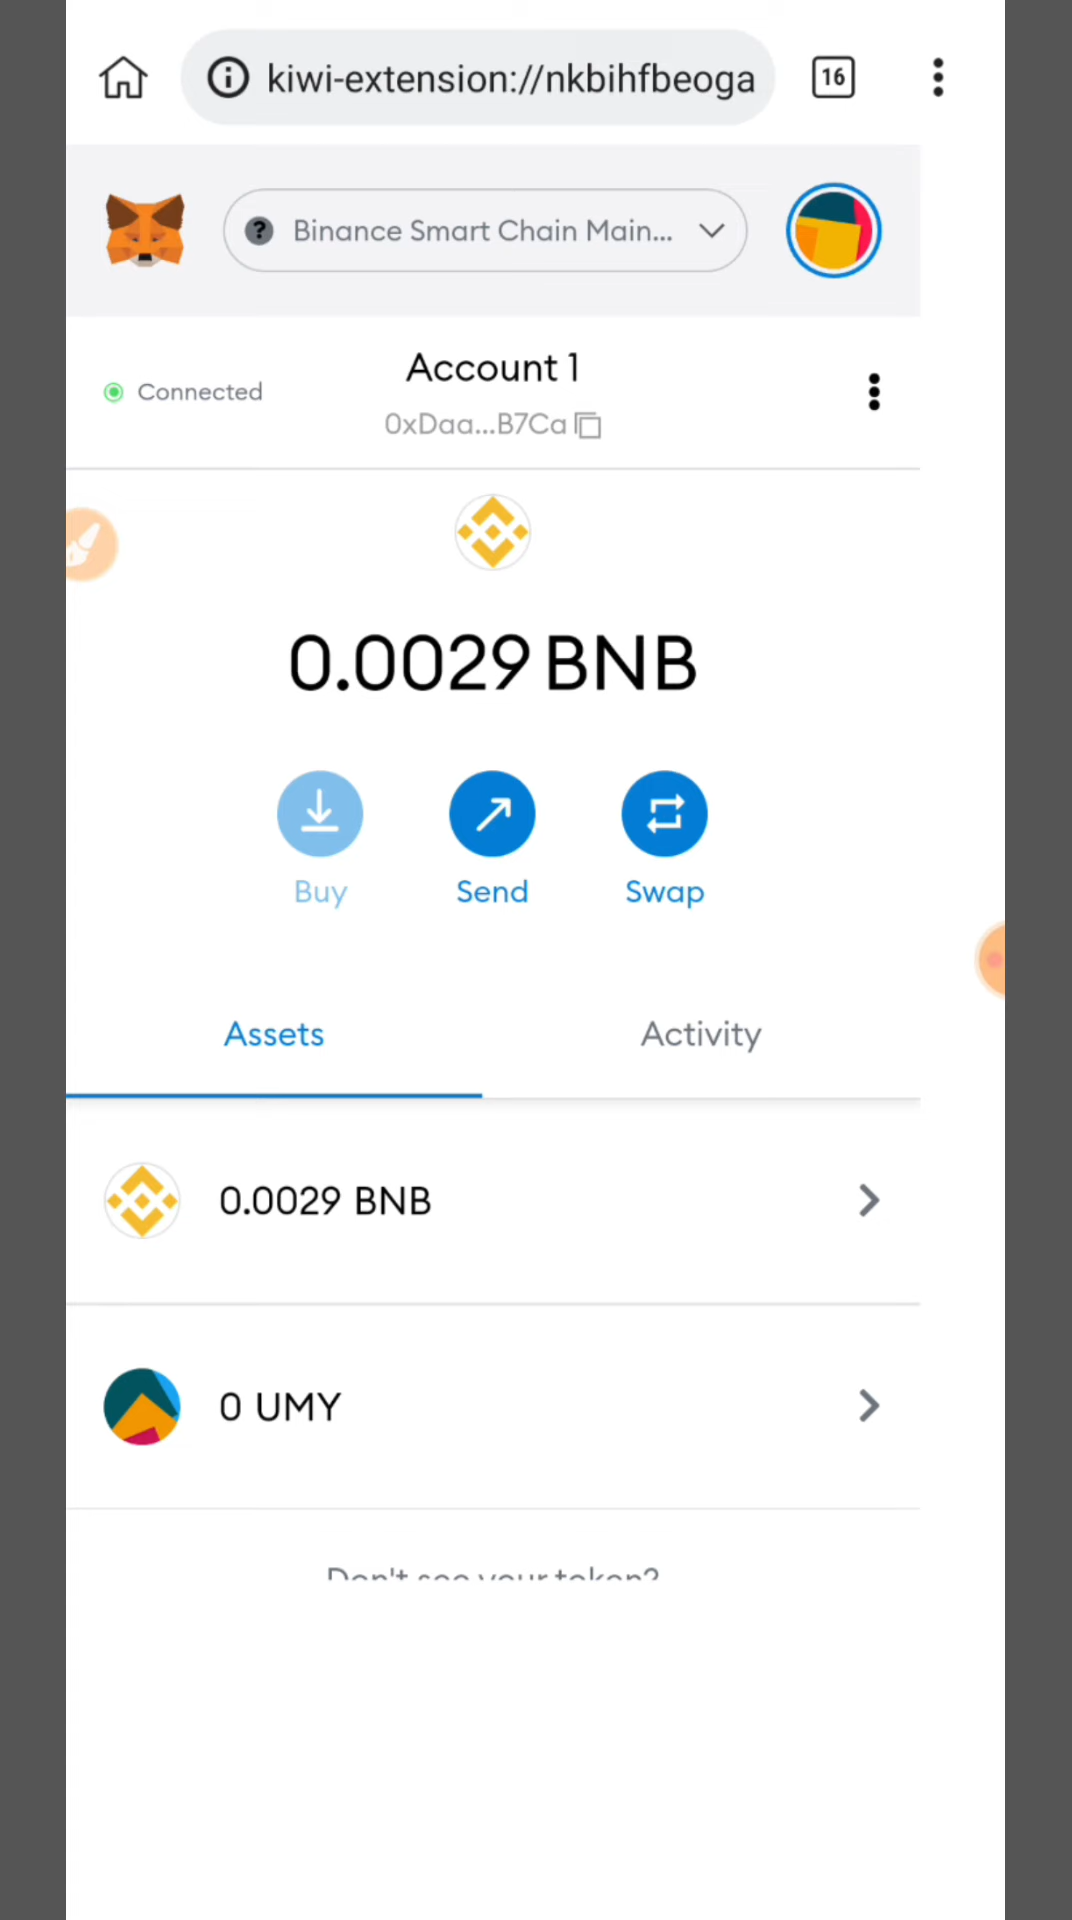 kiwi-extension://nkbihfbeoga
16
Binance Smart Chain Main...
Account 1
Connected
0xDaa...B7Ca
0.0029 BNB
Buy
Send
Swap
Assets
Activity
0.0029 BNB
0 UMY
Don't see your token?